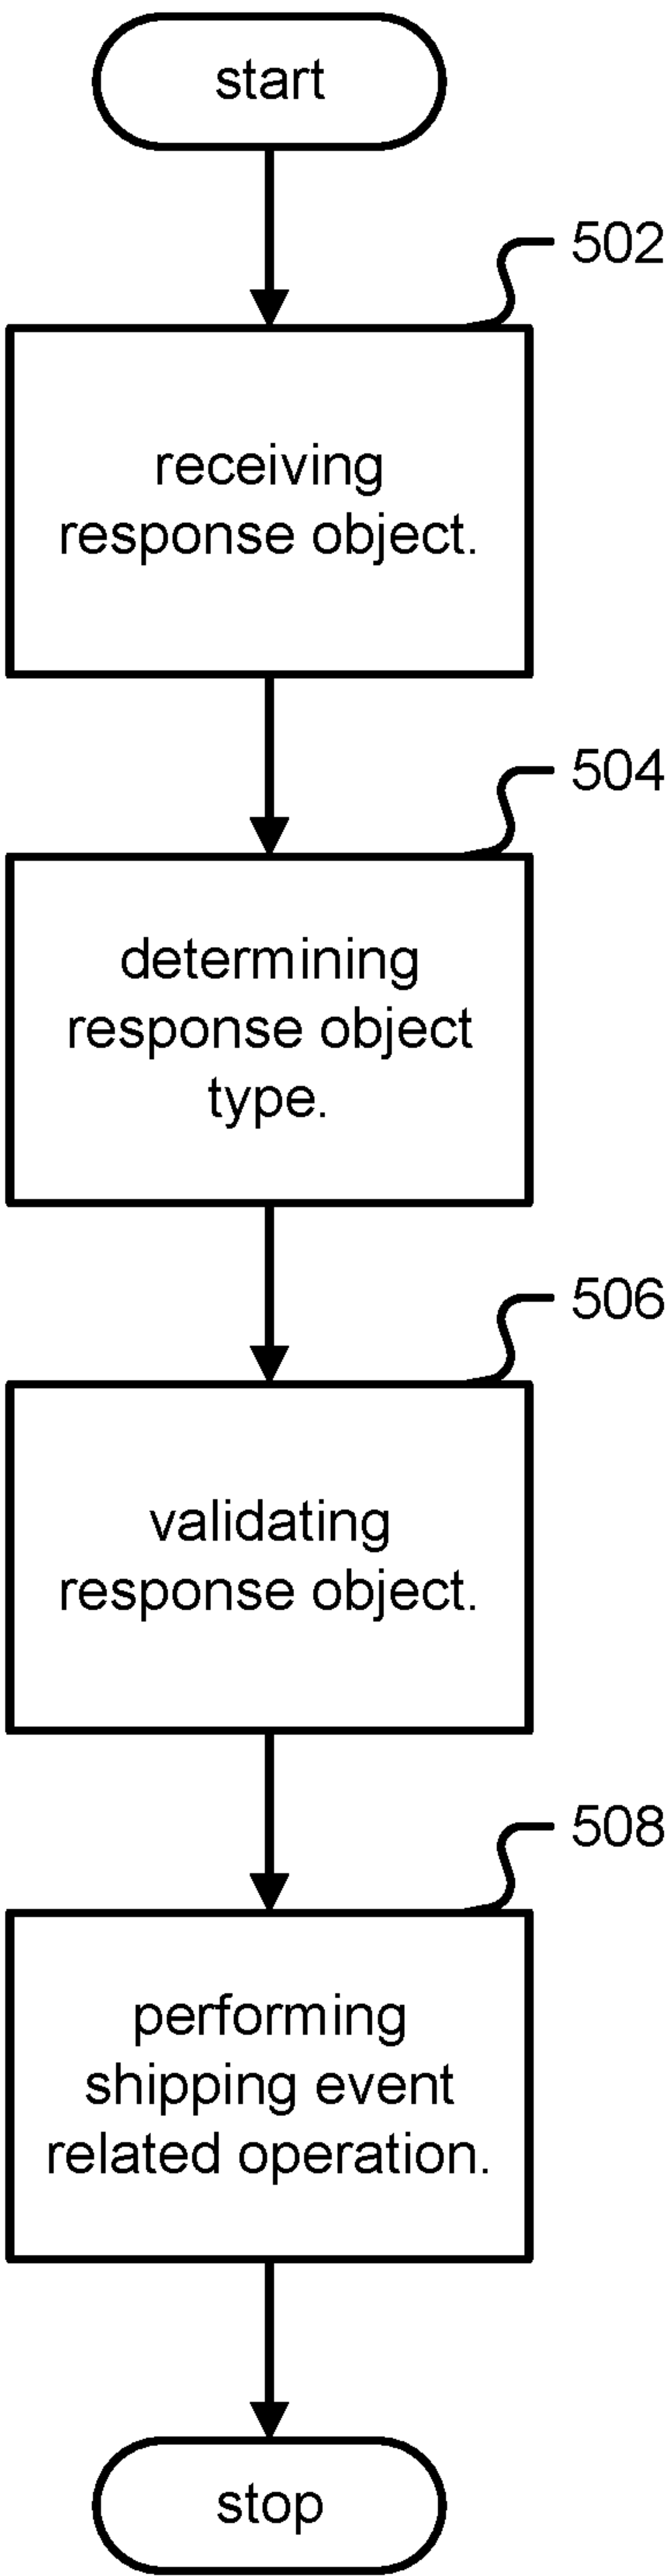 start
502
receiving
response object.
504
determining
response object
type.
506
validating
response object.
508
performing
shipping event
related operation.
stop